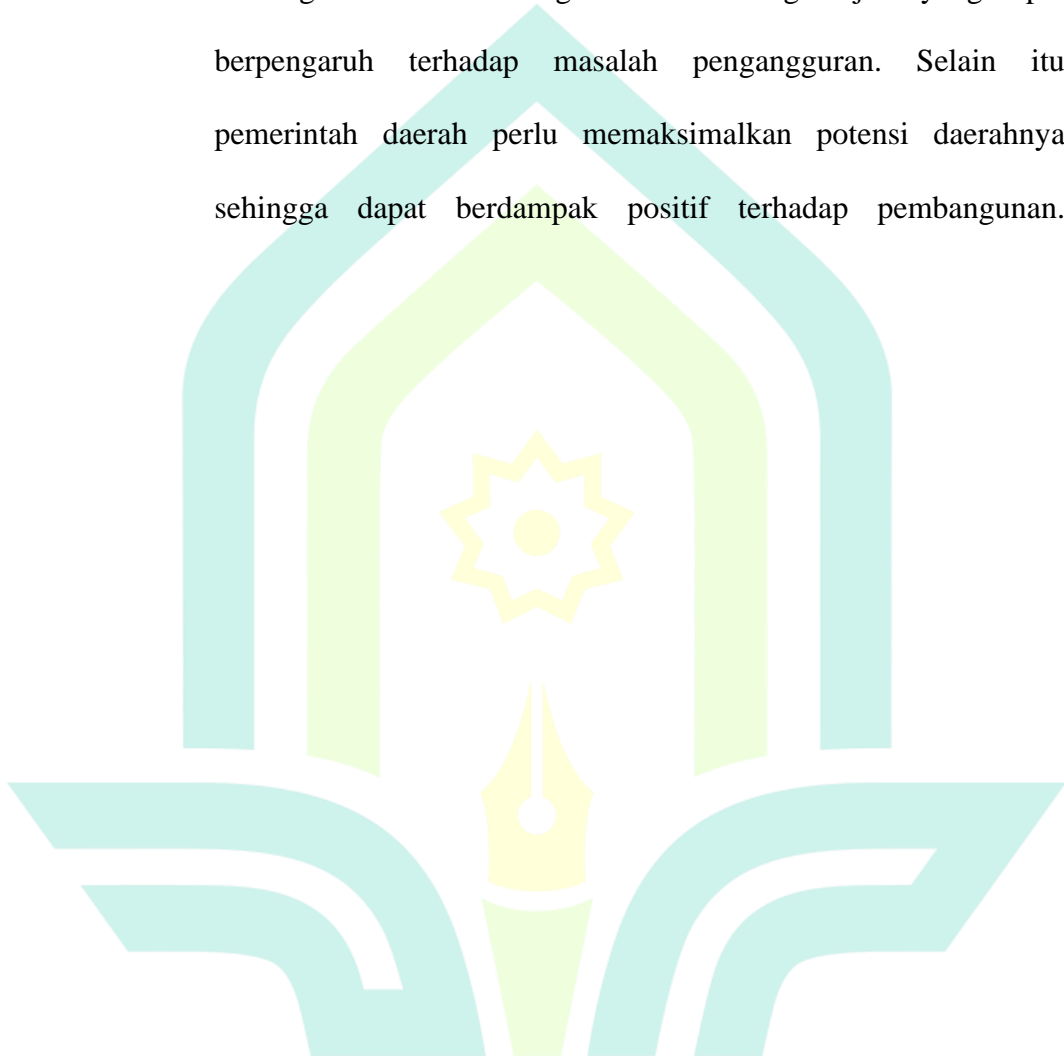 berpengaruh terhadap masalah pengangguran. Selain itu
pemerintah daerah perlu memaksimalkan potensi daerahnya
sehingga dapat berdampak positif terhadap pembangunan.